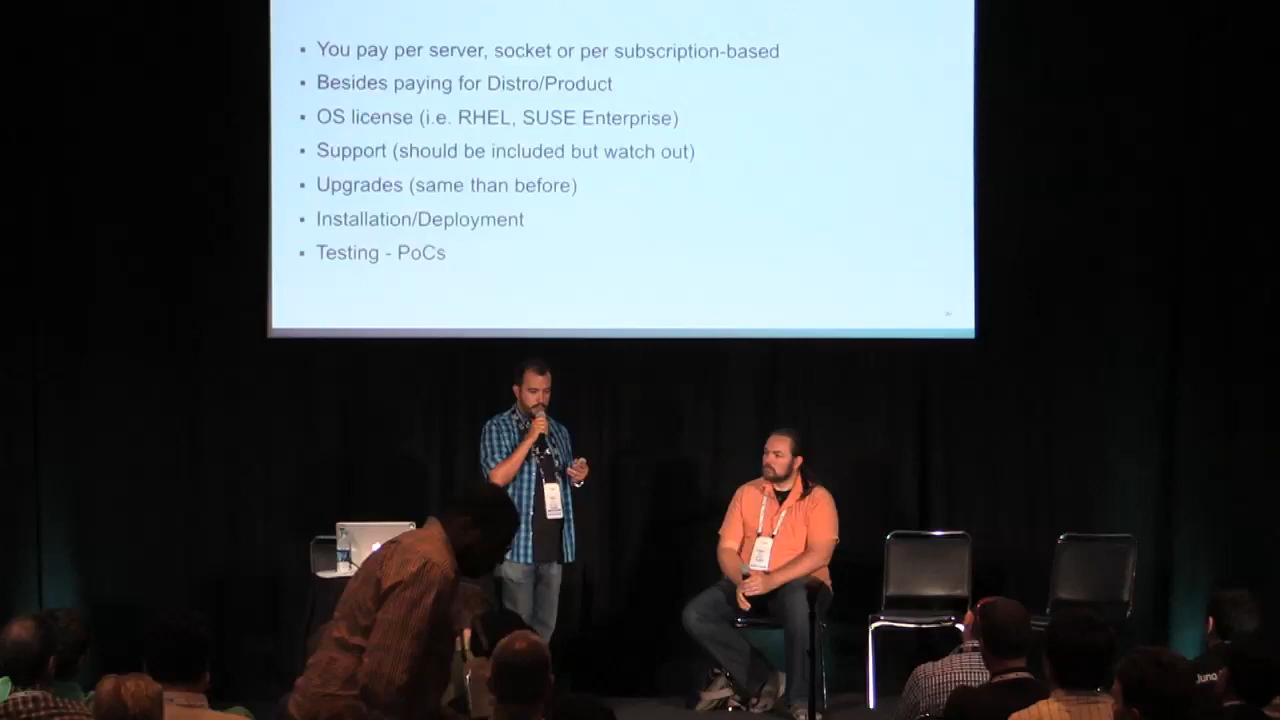 ▪ You pay per server, socket or per subscription-based
▪ Besides paying for Distro/Product
▪ OS license (i.e. RHEL, SUSE Enterprise)
▪ Support (should be included but watch out)
▪ Upgrades (same than before)
▪ Installation/Deployment
▪ Testing - PoCs
Juno